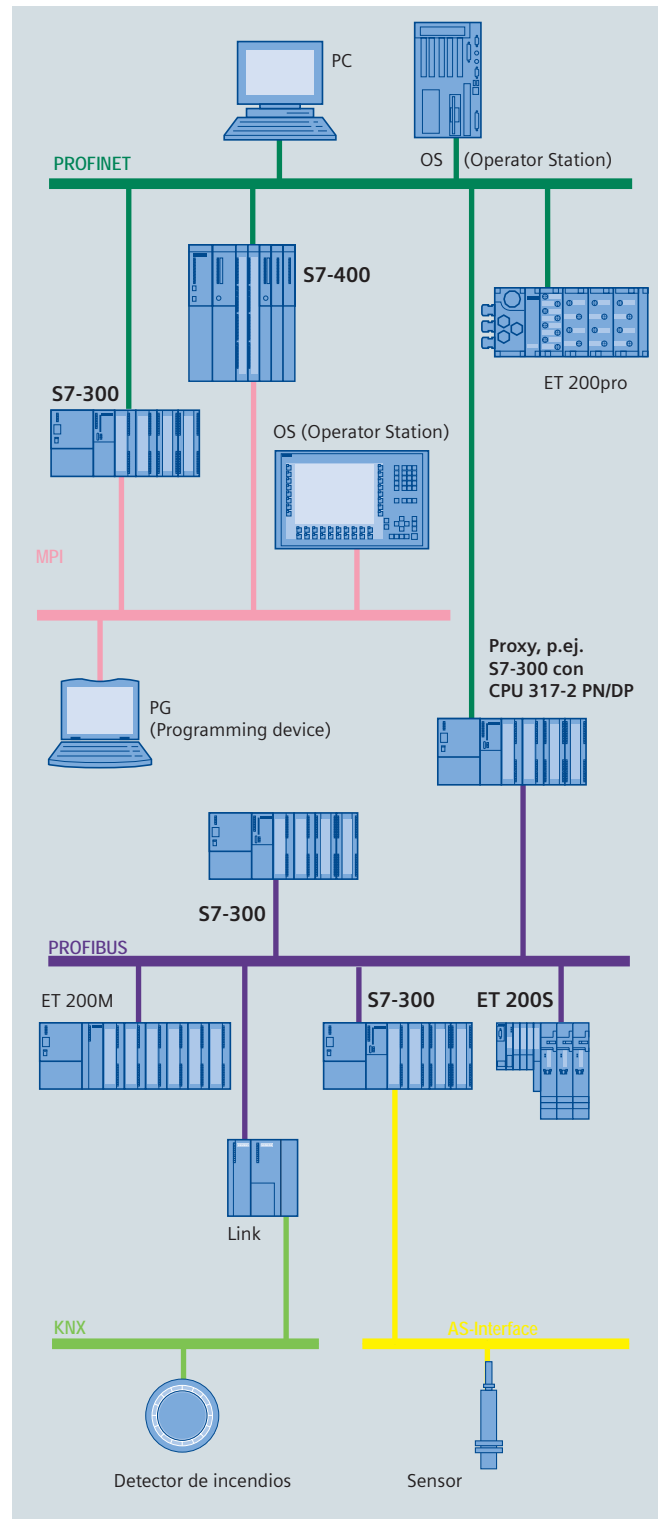 PC
OS (Operator Station)
PROFINET
S7-400
ET 200pro
S7-300
OS (Operator Station)
MPI
Proxy, p.ej.
S7-300 con
CPU 317-2 PN/DP
PG
(Programming device)
S7-300
PROFIBUS
ET 200M
S7-300
ET 200S
Link
KNX
AS-Interface
Detector de incendios
Sensor